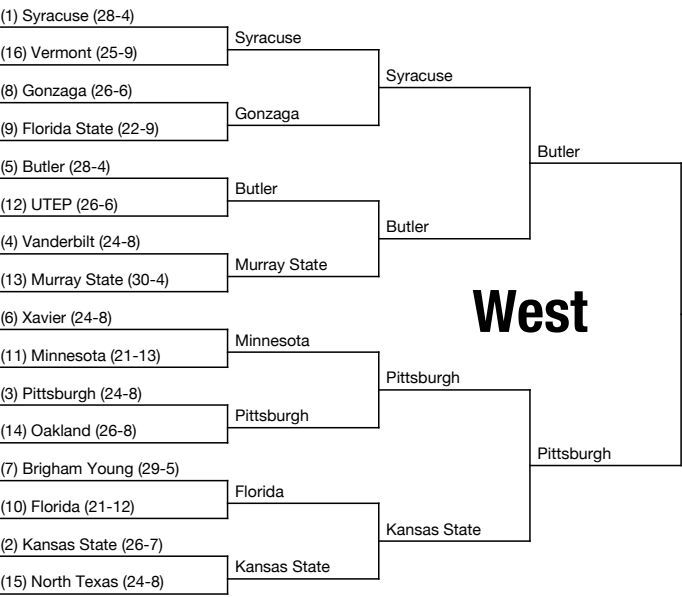 (1) Syracuse (28-4)
(16) Vermont (25-9)
(8) Gonzaga (26-6)
(9) Florida State (22-9)
(5) Butler (28-4)
(12) UTEP (26-6)
(4) Vanderbilt (24-8)
(13) Murray State (30-4)
(6) Xavier (24-8)
(11) Minnesota (21-13)
(3) Pittsburgh (24-8)
(14) Oakland (26-8)
(7) Brigham Young (29-5)
(10) Florida (21-12)
(2) Kansas State (26-7)
(15) North Texas (24-8)
Syracuse
Gonzaga
Butler
Murray State
Minnesota
Pittsburgh
Florida
Kansas State
Syracuse
Butler
Pittsburgh
Kansas State
Butler
Pittsburgh
West